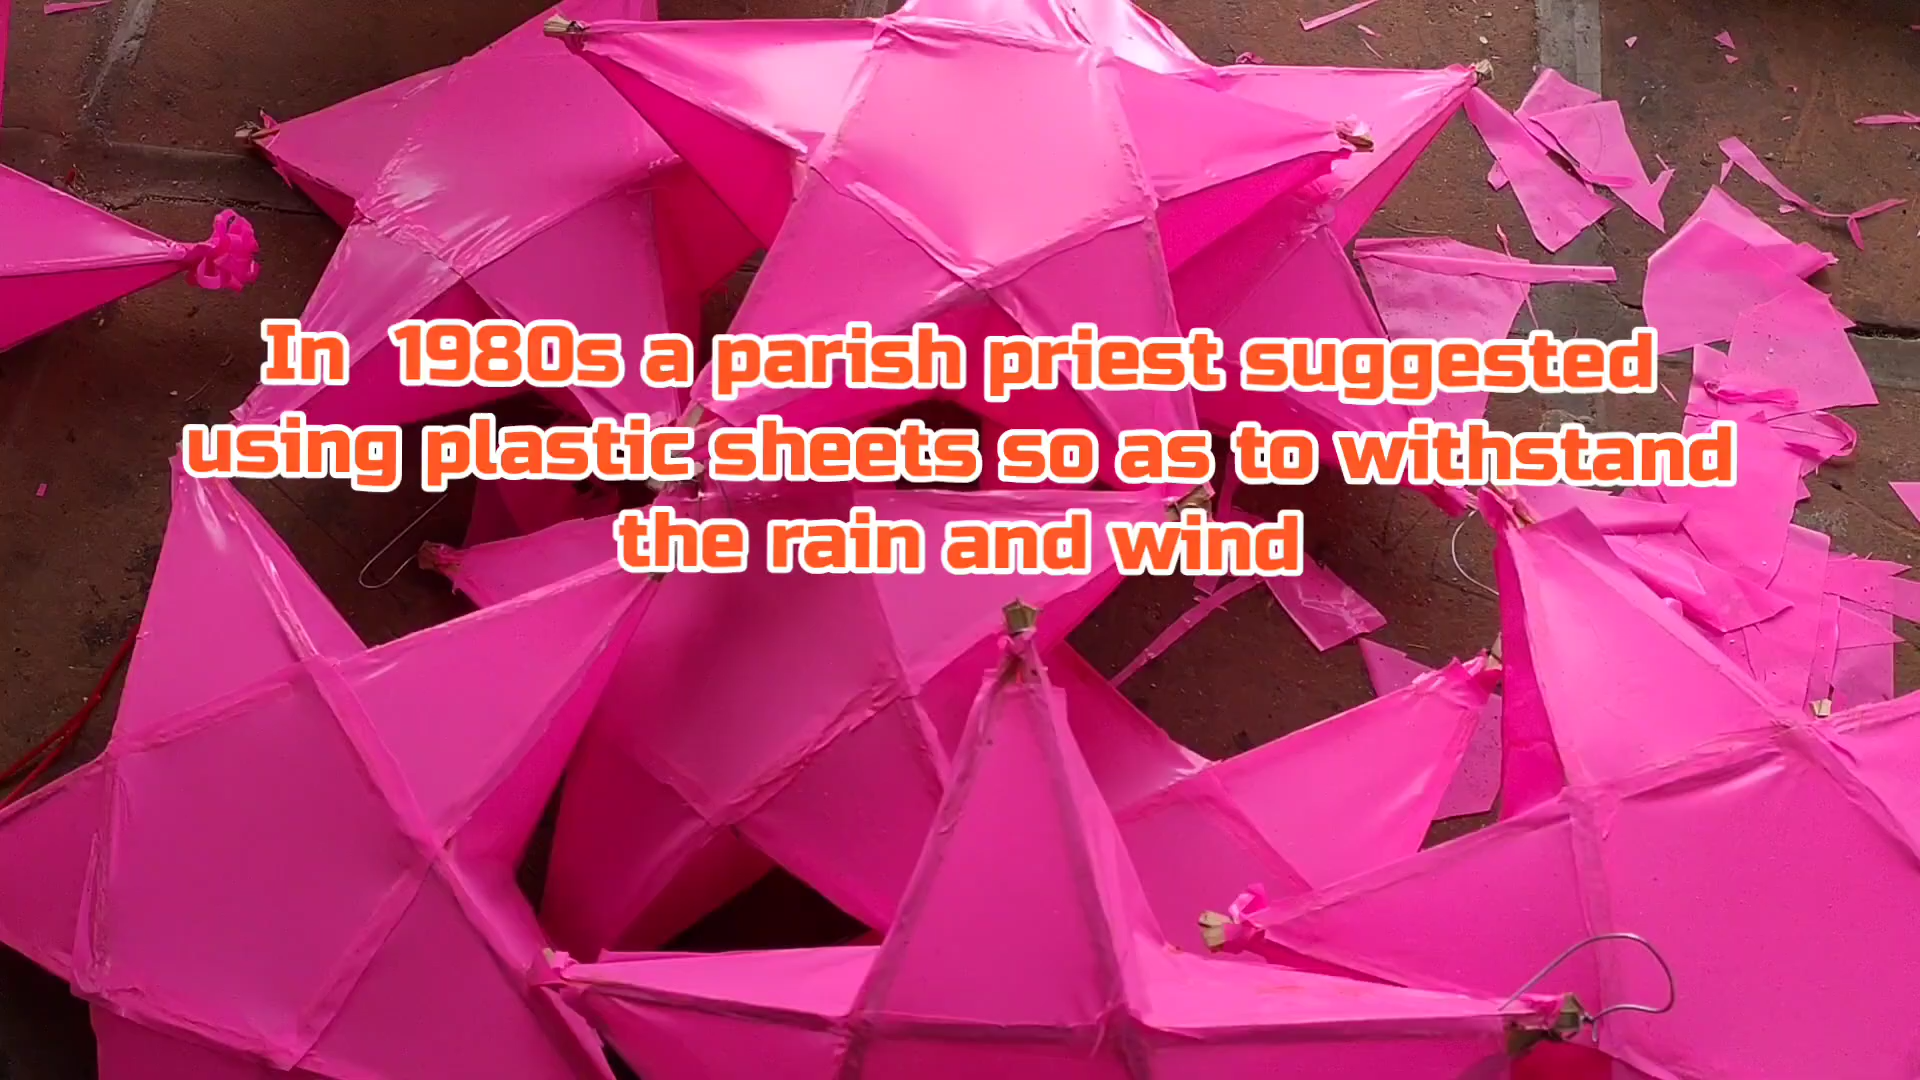 In  1980s a parish priest suggested
using plastic sheets so as to withstand
the rain and wind